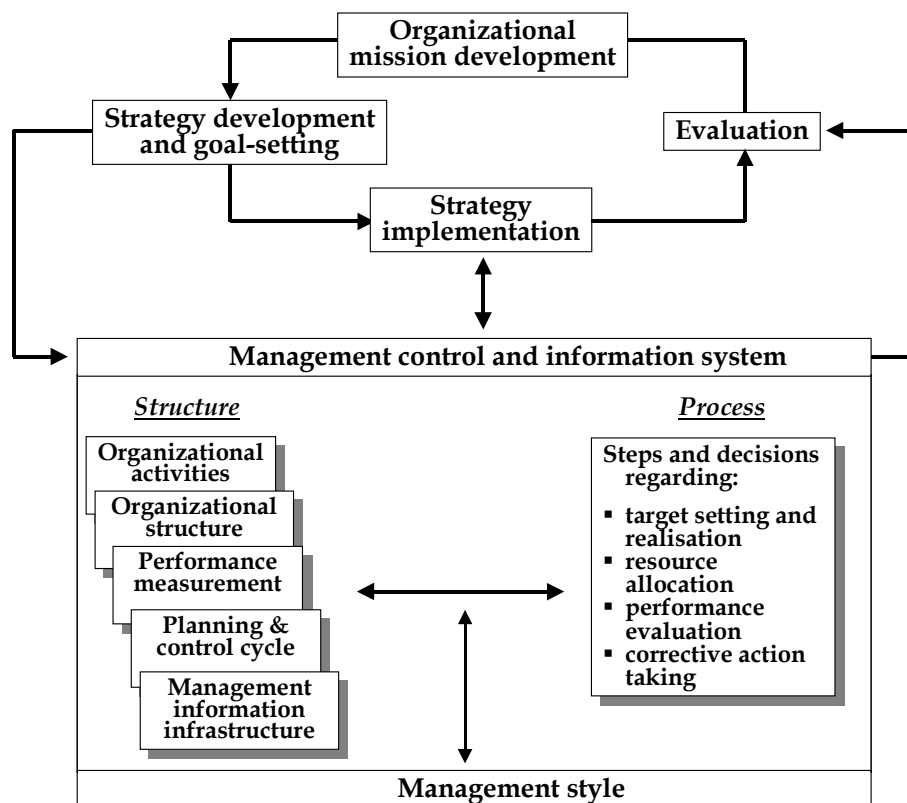 Organizational
mission development
Strategy development
and goal-setting
Evaluation
Strategy
implementation
Management control and information system
Structure
Organizational
activities
Organizational
structure
Performance
measurement
Planning &
control cycle
Management
information
infrastructure
Process
Steps and decisions
regarding:
▪ target setting and
realisation
▪ resource
allocation
▪ performance
evaluation
▪ corrective action
taking
Management style